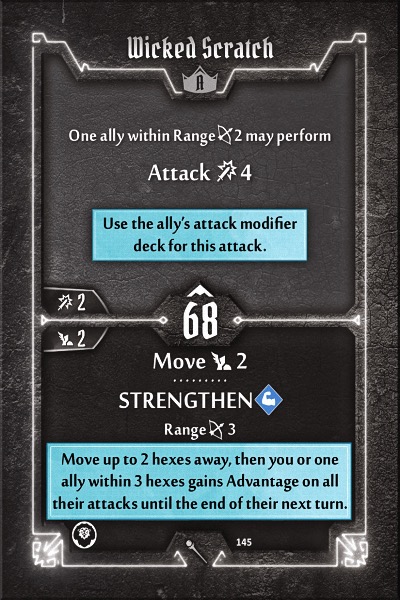 Wicked Scratch
A
One ally within Range 2 may perform
Attack 4
Use the ally's attack modifier
deck for this attack.
2
68
2
Move 2
STRENGTHEN
Range 3
Move up to 2 hexes away, then you or one
ally within 3 hexes gains Advantage on all
their attacks until the end of their next turn.
145